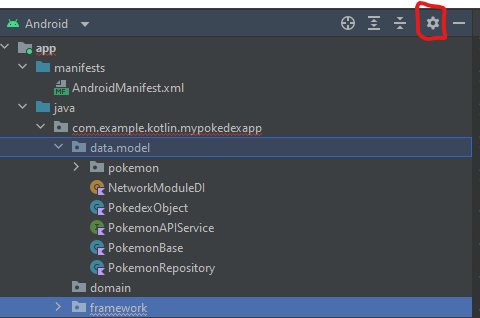 Android
app
manifests
MF AndroidManifest.xml
java
com.example.kotlin.mypokedexapp
data.model
pokemon
NetworkModuleDI
PokedexObject
PokemonAPIService
PokemonBase
PokemonRepository
domain
framework